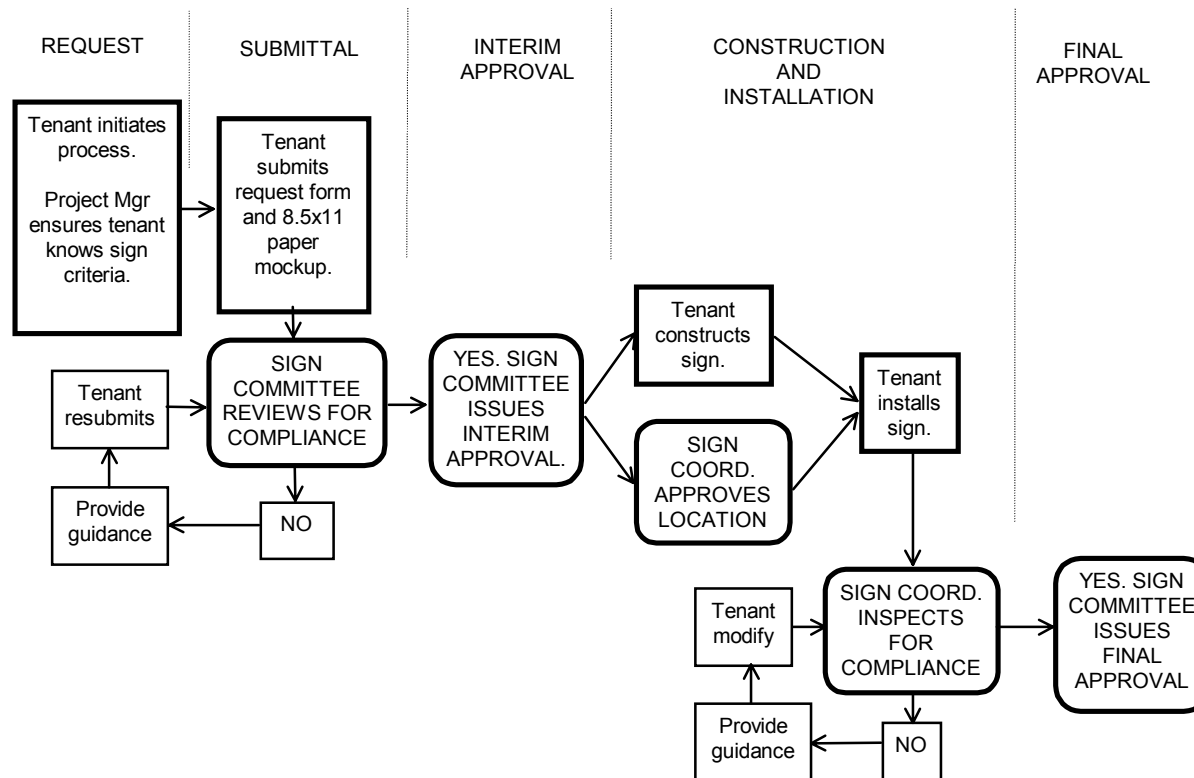 REQUEST
SUBMITTAL
INTERIM
APPROVAL
CONSTRUCTION
AND
INSTALLATION
FINAL
APPROVAL
Tenant initiates
process.
Project Mgr
ensures tenant
knows sign
criteria.
Tenant
submits
request form
and 8.5x11
paper
mockup.
SIGN
COMMITTEE
REVIEWS FOR
COMPLIANCE
Tenant
resubmits
Provide
guidance
NO
YES. SIGN
COMMITTEE
ISSUES
INTERIM
APPROVAL.
Tenant
constructs
sign.
SIGN
COORD.
APPROVES
LOCATION
Tenant
installs
sign.
SIGN COORD.
INSPECTS
FOR
COMPLIANCE
Tenant
modify
Provide
guidance
NO
YES. SIGN
COMMITTEE
ISSUES
FINAL
APPROVAL